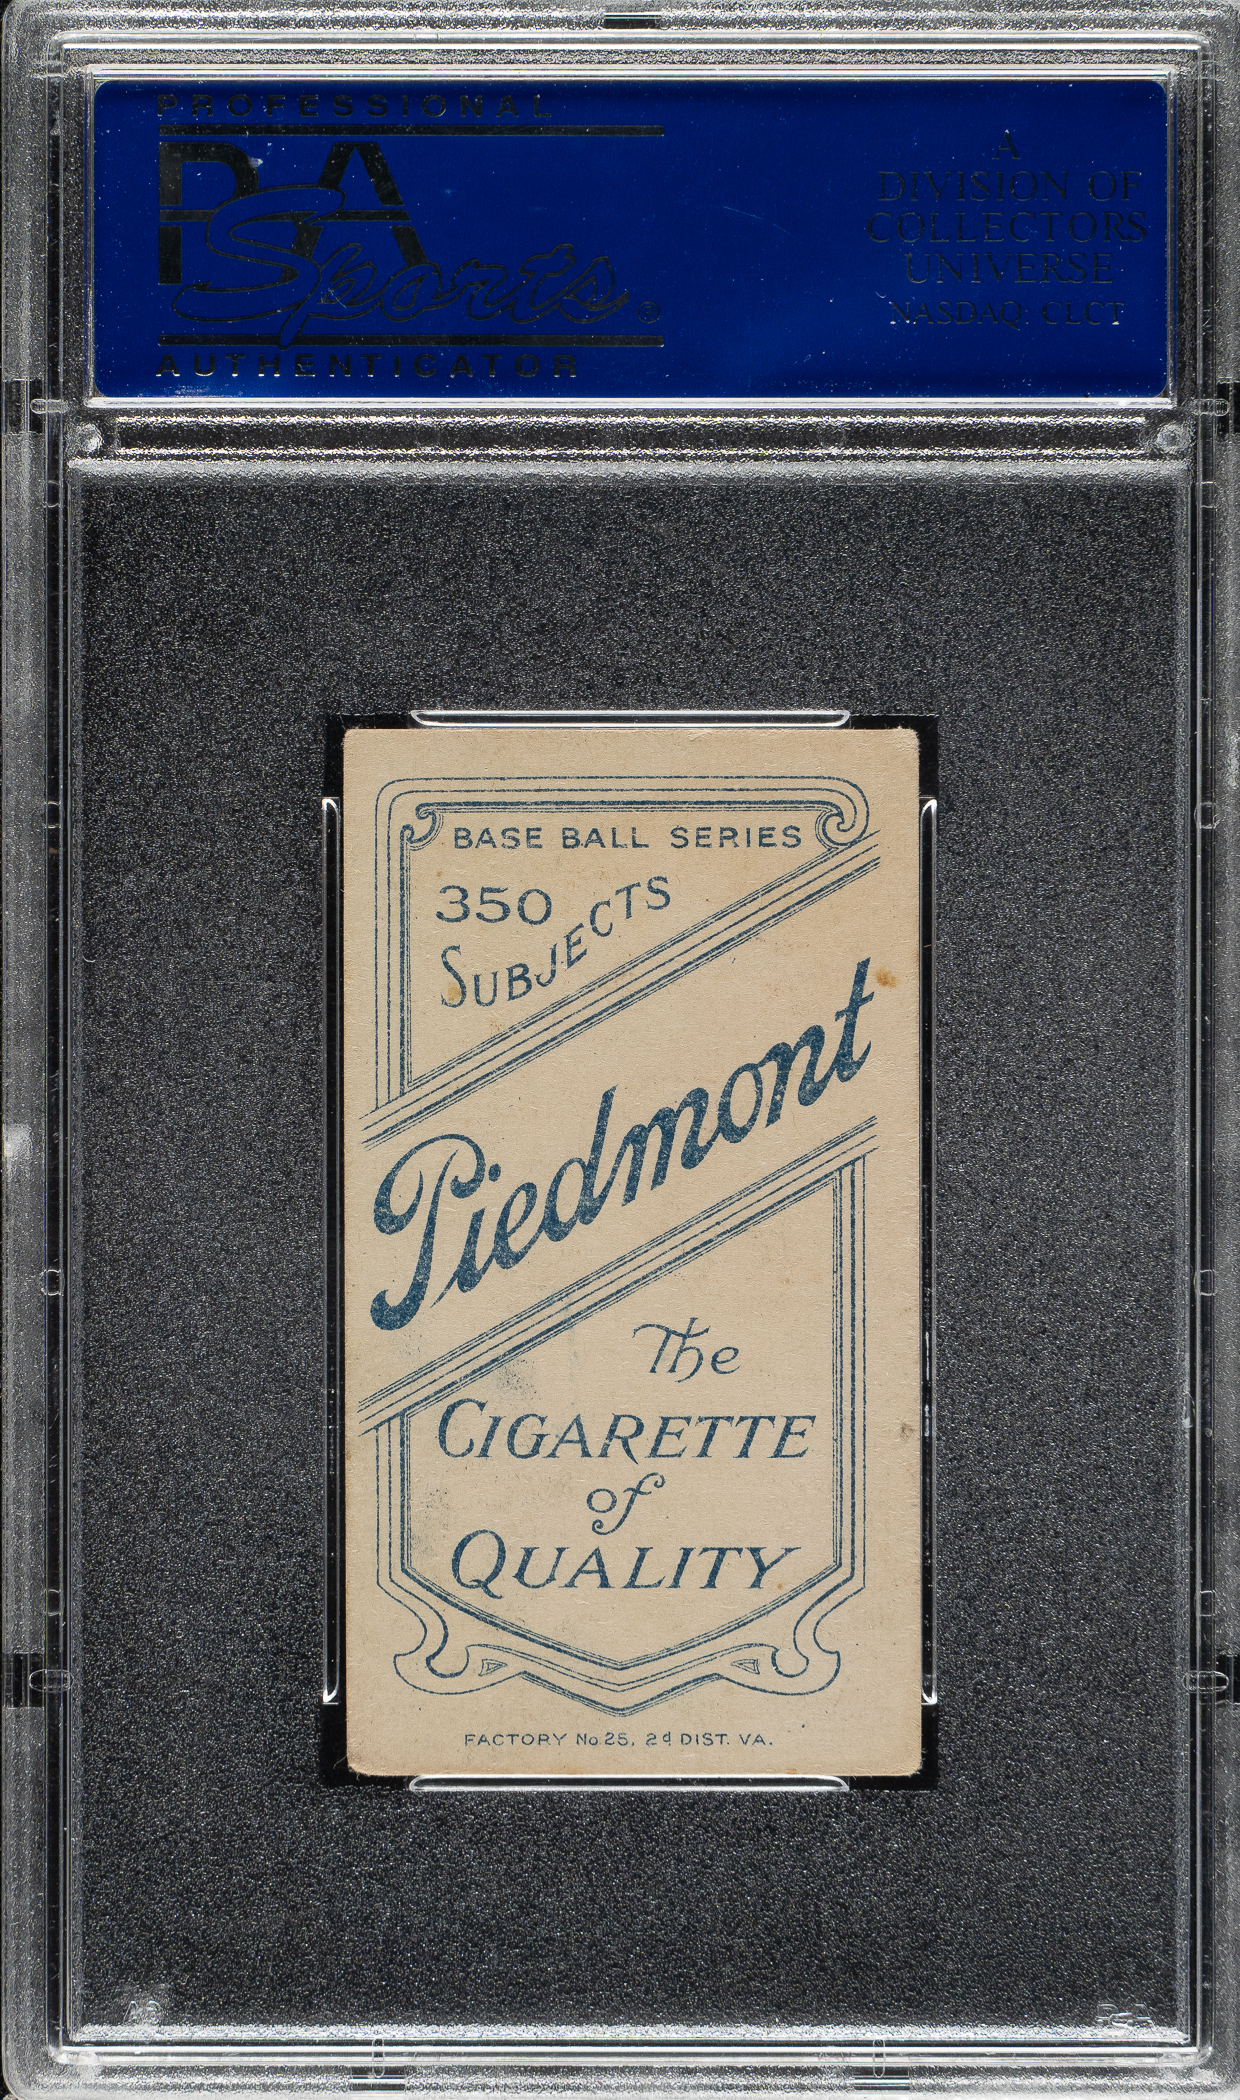 PROFESSIONAL
PSA
Sports®
AUTHENTICATOR
A
DIVISION OF
COLLECTORS
UNIVERSE
NASDAQ: CLCT
BASE BALL SERIES
350
SUBJECTS
Piedmont
The
CIGARETTE
of
QUALITY
FACTORY No. 25, 2d DIST. VA.
PSA